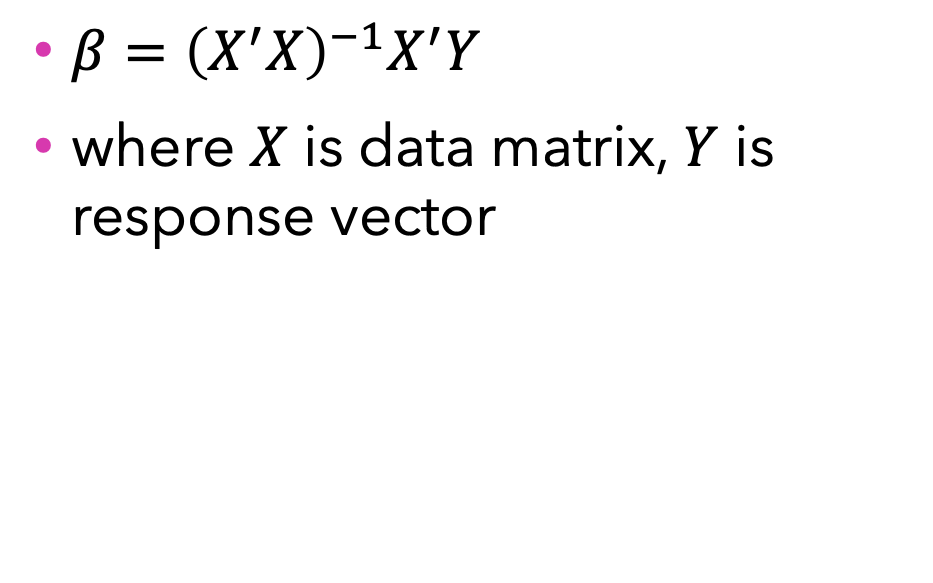 • β = (X′X)⁻¹X′Y
• where X is data matrix, Y is
response vector